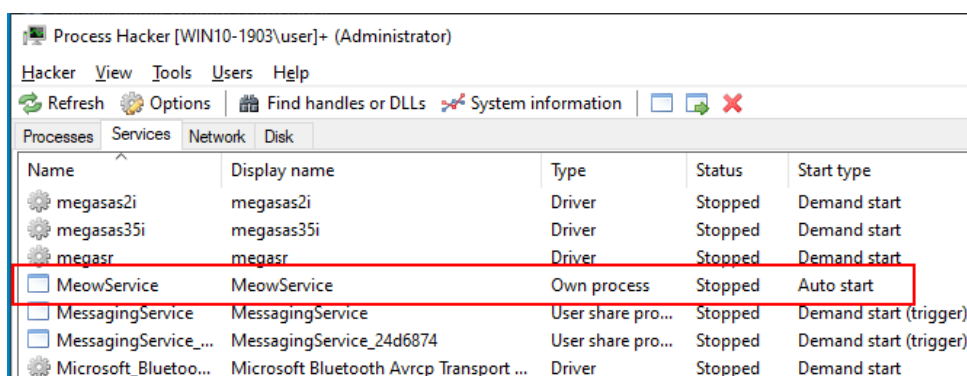 Process Hacker [WIN10-1903\user]+ (Administrator)
Hacker View Tools Users Help
Refresh Options Find handles or DLLs System information
Processes Services Network Disk
Name Display name Type Status Start type
megasas2i megasas2i Driver Stopped Demand start
megasas35i megasas35i Driver Stopped Demand start
megasr megasr Driver Stopped Demand start
MeowService MeowService Own process Stopped Auto start
MessagingService MessagingService User share pro... Stopped Demand start (trigger)
MessagingService_... MessagingService_24d6874 User share pro... Stopped Demand start (trigger)
Microsoft_Bluetoo... Microsoft Bluetooth Avrcp Transport ... Driver Stopped Demand start